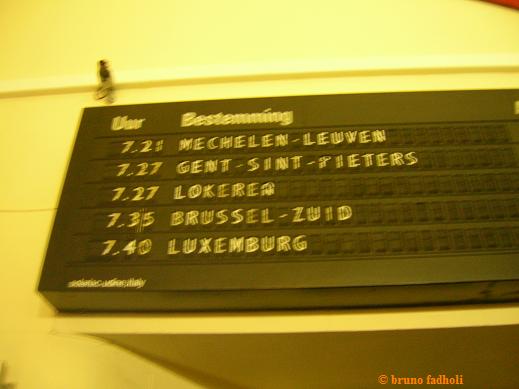 Uur Bestemming
7.21 MECHELEN-LEUVEN
7.27 GENT-SINT-PIETERS
7.27 LOKEREN
7.35 BRUSSEL-ZUID
7.40 LUXEMBURG
© bruno fadholi